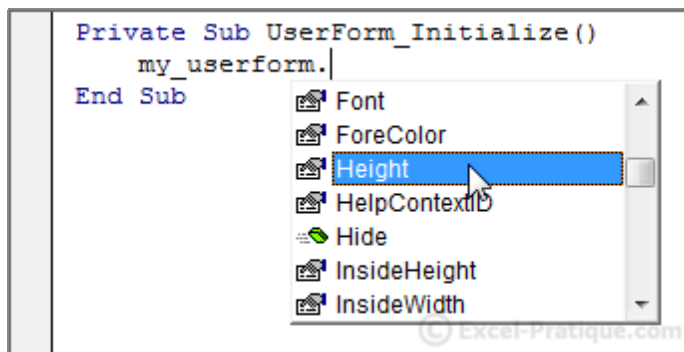 Private Sub UserForm_Initialize()
my_userform.
End Sub
Font
ForeColor
Height
HelpContextID
Hide
InsideHeight
InsideWidth
© Excel-Pratique.com